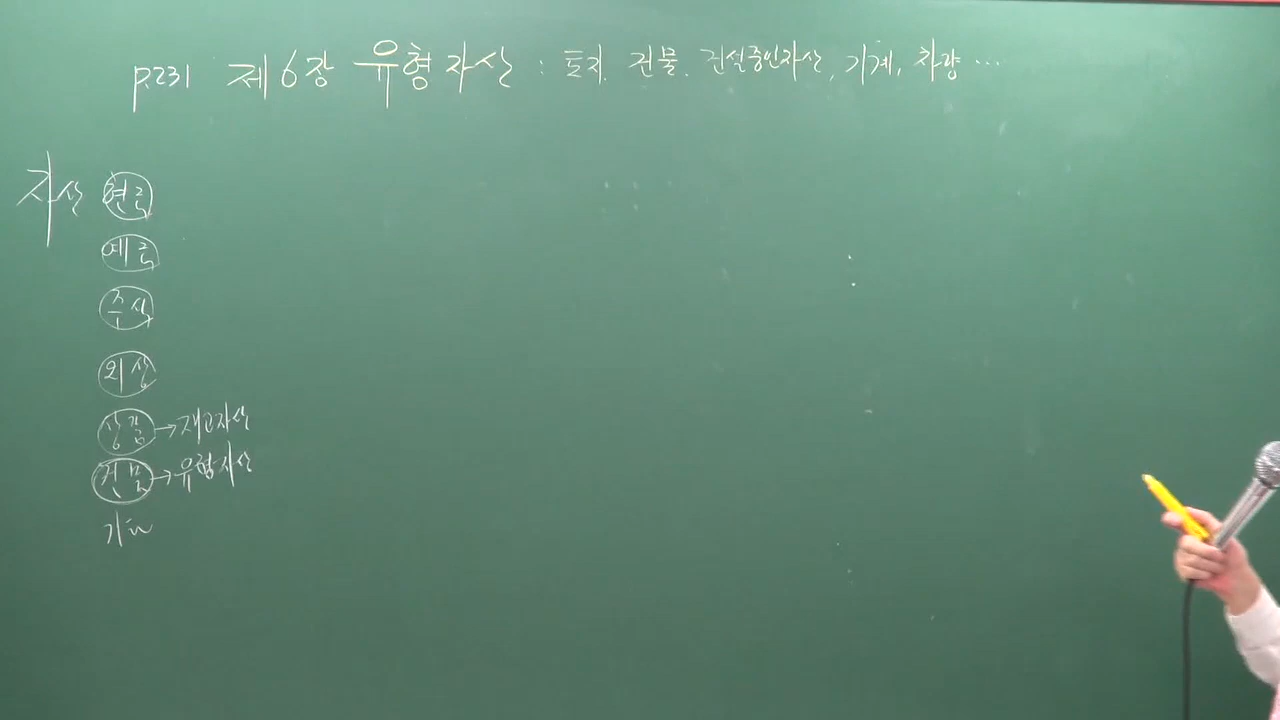 p.231 제6장 유형자산 : 토지. 건물. 건설중인자산, 기계, 차량 ...
자산 현금
예금
주식
외상
상품 → 재고자산
건물 → 유형자산
기타